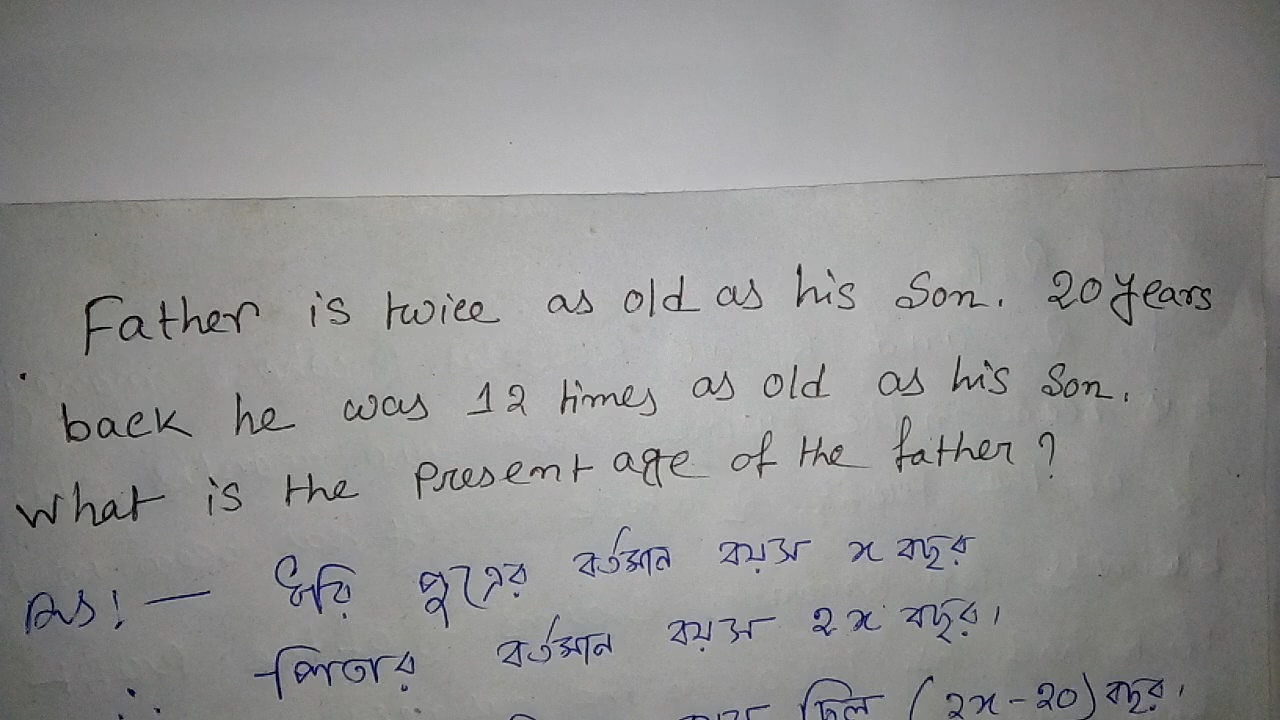 Father is twice as old as his Son. 20 years
back he was 12 times as old as his Son.
What is the Present age of the father?
Ans:- ধরি পুত্রের বর্তমান বয়স x বছর
পিতার বর্তমান বয়স 2x বছর।
∴ ছিল (2x-20) বছর।